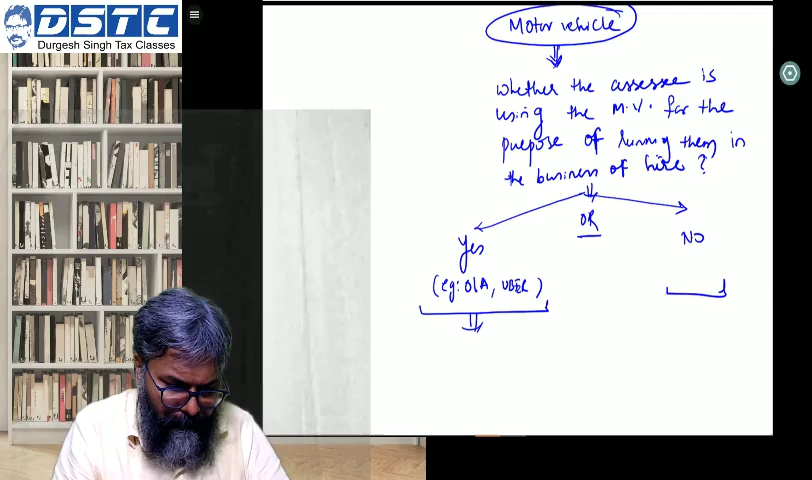 DSTC
Durgesh Singh Tax Classes
Motor vehicle
Whether the assessee is
using the M.V. for the
purpose of running them in
the business of hire?
OR
Yes
NO
(eg: OLA, UBER)